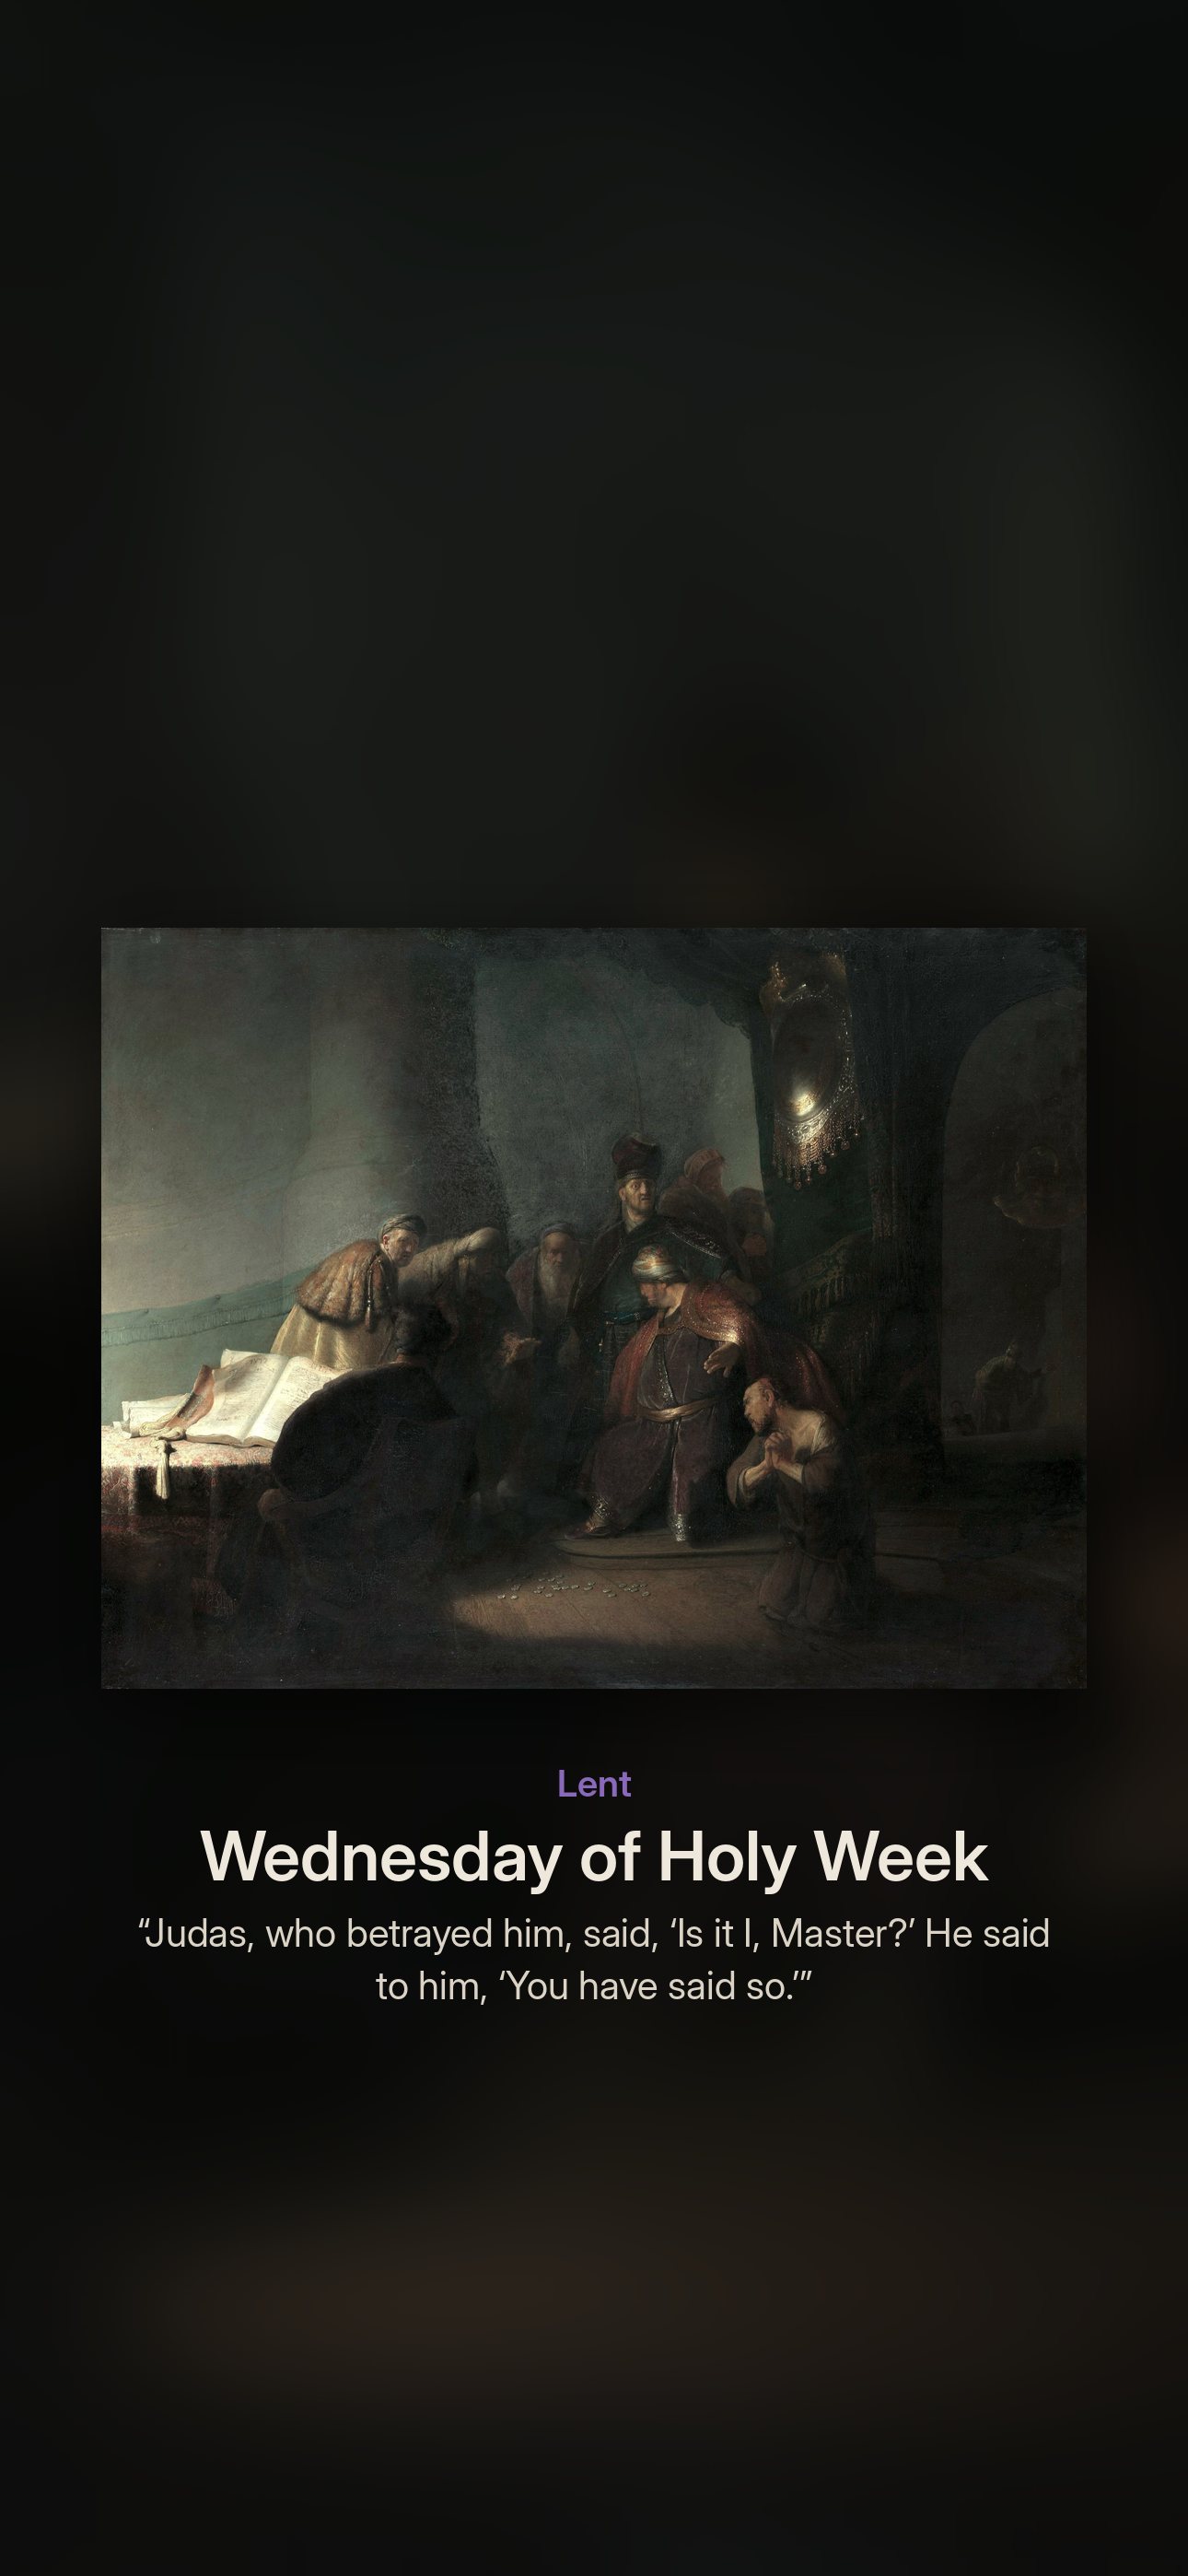 Lent
Wednesday of Holy Week
“Judas, who betrayed him, said, ‘Is it I, Master?’ He said
to him, ‘You have said so.’”